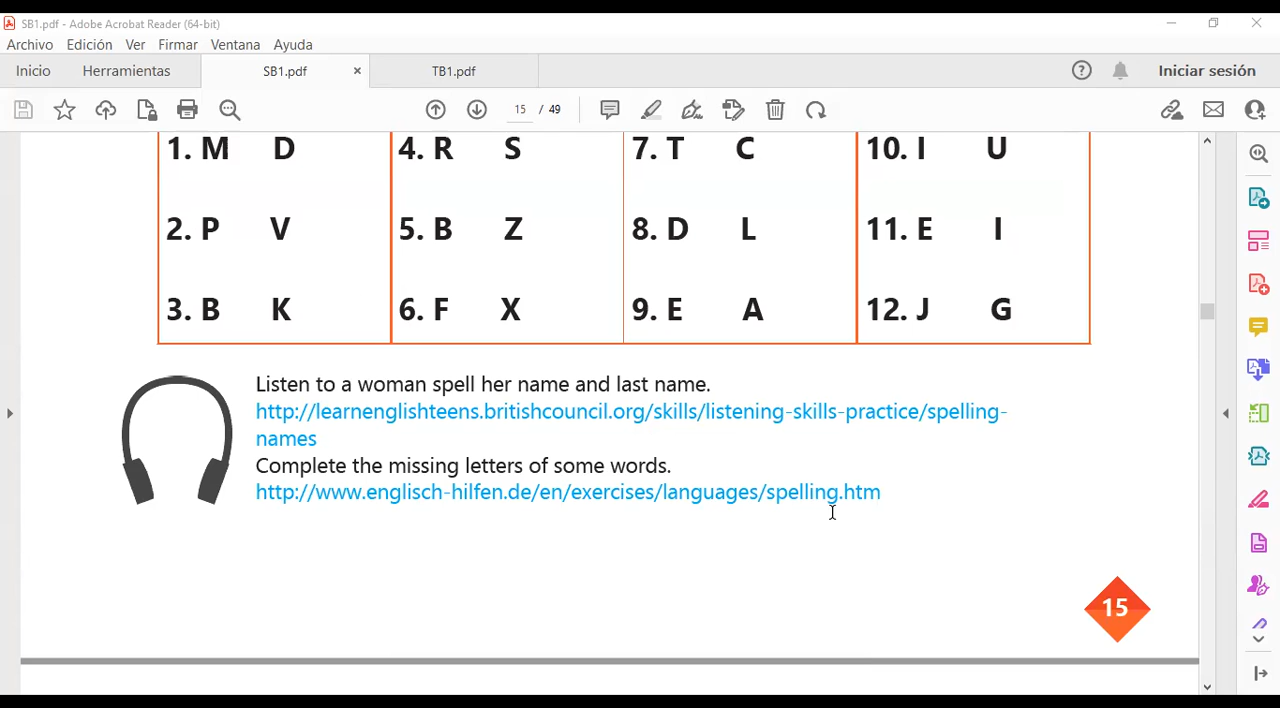 SB1.pdf - Adobe Acrobat Reader (64-bit)
Archivo Edición Ver Firmar Ventana Ayuda
Inicio Herramientas SB1.pdf × TB1.pdf Iniciar sesión
15 / 49
1. M D 4. R S 7. T C 10. I U
2. P V 5. B Z 8. D L 11. E I
3. B K 6. F X 9. E A 12. J G
Listen to a woman spell her name and last name.
http://learnenglishteens.britishcouncil.org/skills/listening-skills-practice/spelling-
names
Complete the missing letters of some words.
http://www.englisch-hilfen.de/en/exercises/languages/spelling.htm
15